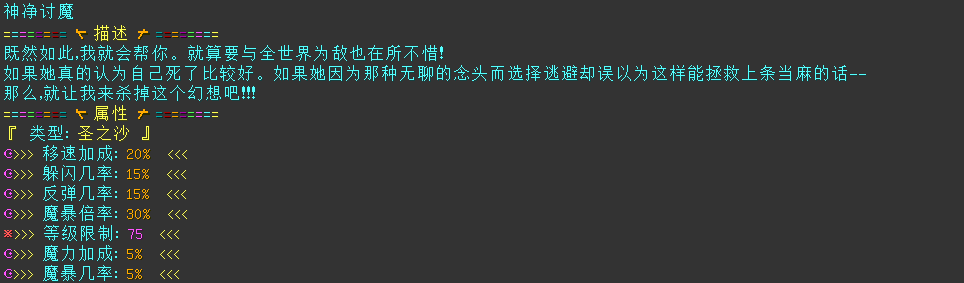 神净讨魔
======== ㄘ 描述 ㄘ ========
既然如此,我就会帮你。就算要与全世界为敌也在所不惜!
如果她真的认为自己死了比较好。如果她因为那种无聊的念头而选择逃避却误以为这样能拯救上条当麻的话--
那么,就让我来杀掉这个幻想吧!!!
======== ㄘ 属性 ㄘ ========
『 类型: 圣之沙 』
☪>>> 移速加成: 20% <<<
☪>>> 躲闪几率: 15% <<<
☪>>> 反弹几率: 15% <<<
☪>>> 魔暴倍率: 30% <<<
※>>> 等级限制: 75 <<<
☪>>> 魔力加成: 5% <<<
☪>>> 魔暴几率: 5% <<<